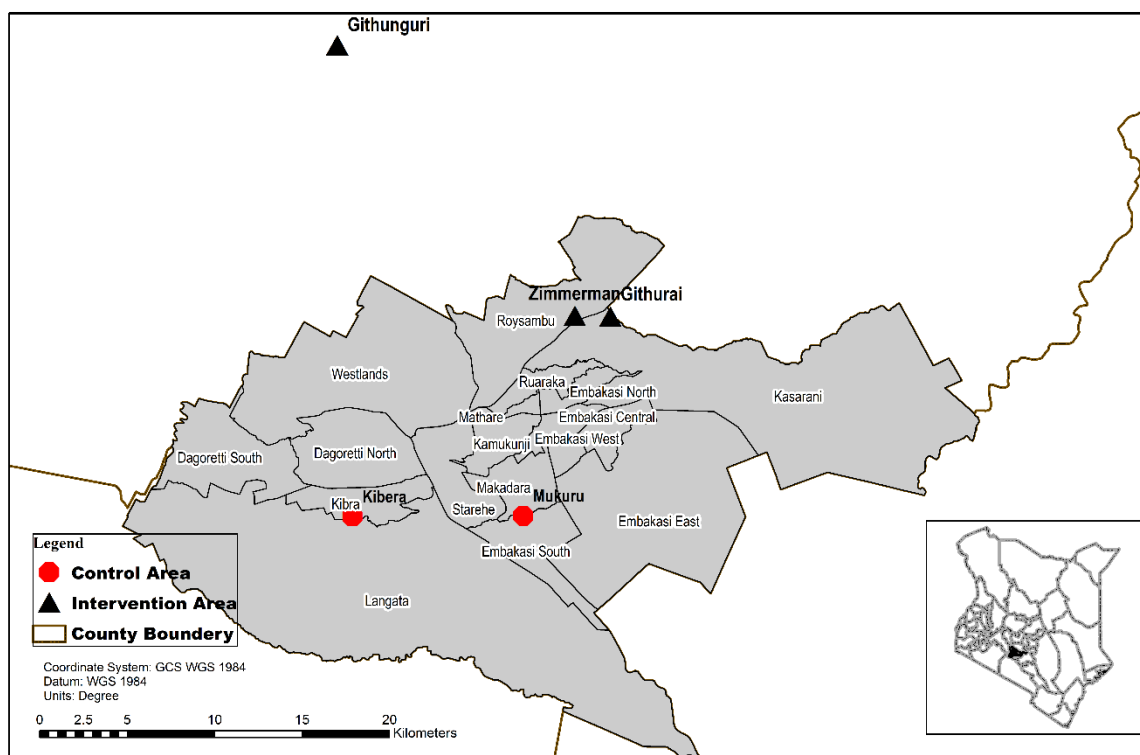 Githunguri
ZimmermanGithurai
Roysambu
Westlands
Ruaraka
Embakasi North
Kasarani
Mathare
Embakasi Central
Kamukunji
Embakasi West
Dagoretti South
Dagoretti North
Makadara
Kibra
Kibera
Mukuru
Starehe
Embakasi East
Embakasi South
Langata
Legend
Control Area
Intervention Area
County Boundery
Coordinate System: GCS WGS 1984
Datum: WGS 1984
Units: Degree
0 2.5 5 10 15 20
Kilometers